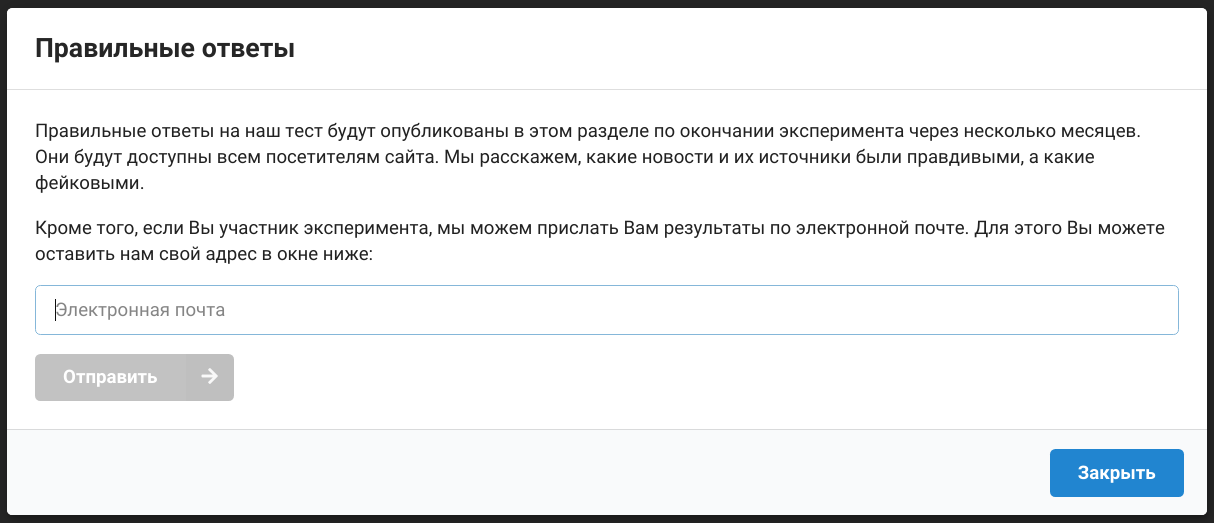 Правильные ответы
Правильные ответы на наш тест будут опубликованы в этом разделе по окончании эксперимента через несколько месяцев.
Они будут доступны всем посетителям сайта. Мы расскажем, какие новости и их источники были правдивыми, а какие
фейковыми.
Кроме того, если Вы участник эксперимента, мы можем прислать Вам результаты по электронной почте. Для этого Вы можете
оставить нам свой адрес в окне ниже:
Электронная почта
Отправить
Закрыть